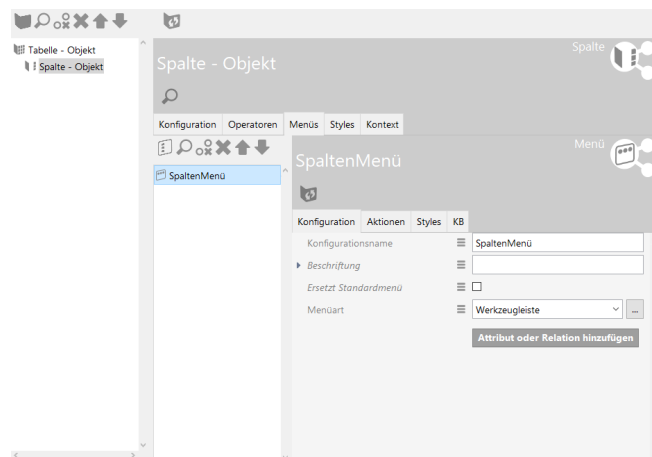 Tabelle - Objekt
Spalte - Objekt
Spalte
Spalte - Objekt
Konfiguration Operatoren Menüs Styles Kontext
SpaltenMenü
Menü
SpaltenMenü
Konfiguration Aktionen Styles KB
Konfigurationsname SpaltenMenü
Beschriftung
Ersetzt Standardmenü
Menüart Werkzeugleiste ...
Attribut oder Relation hinzufügen